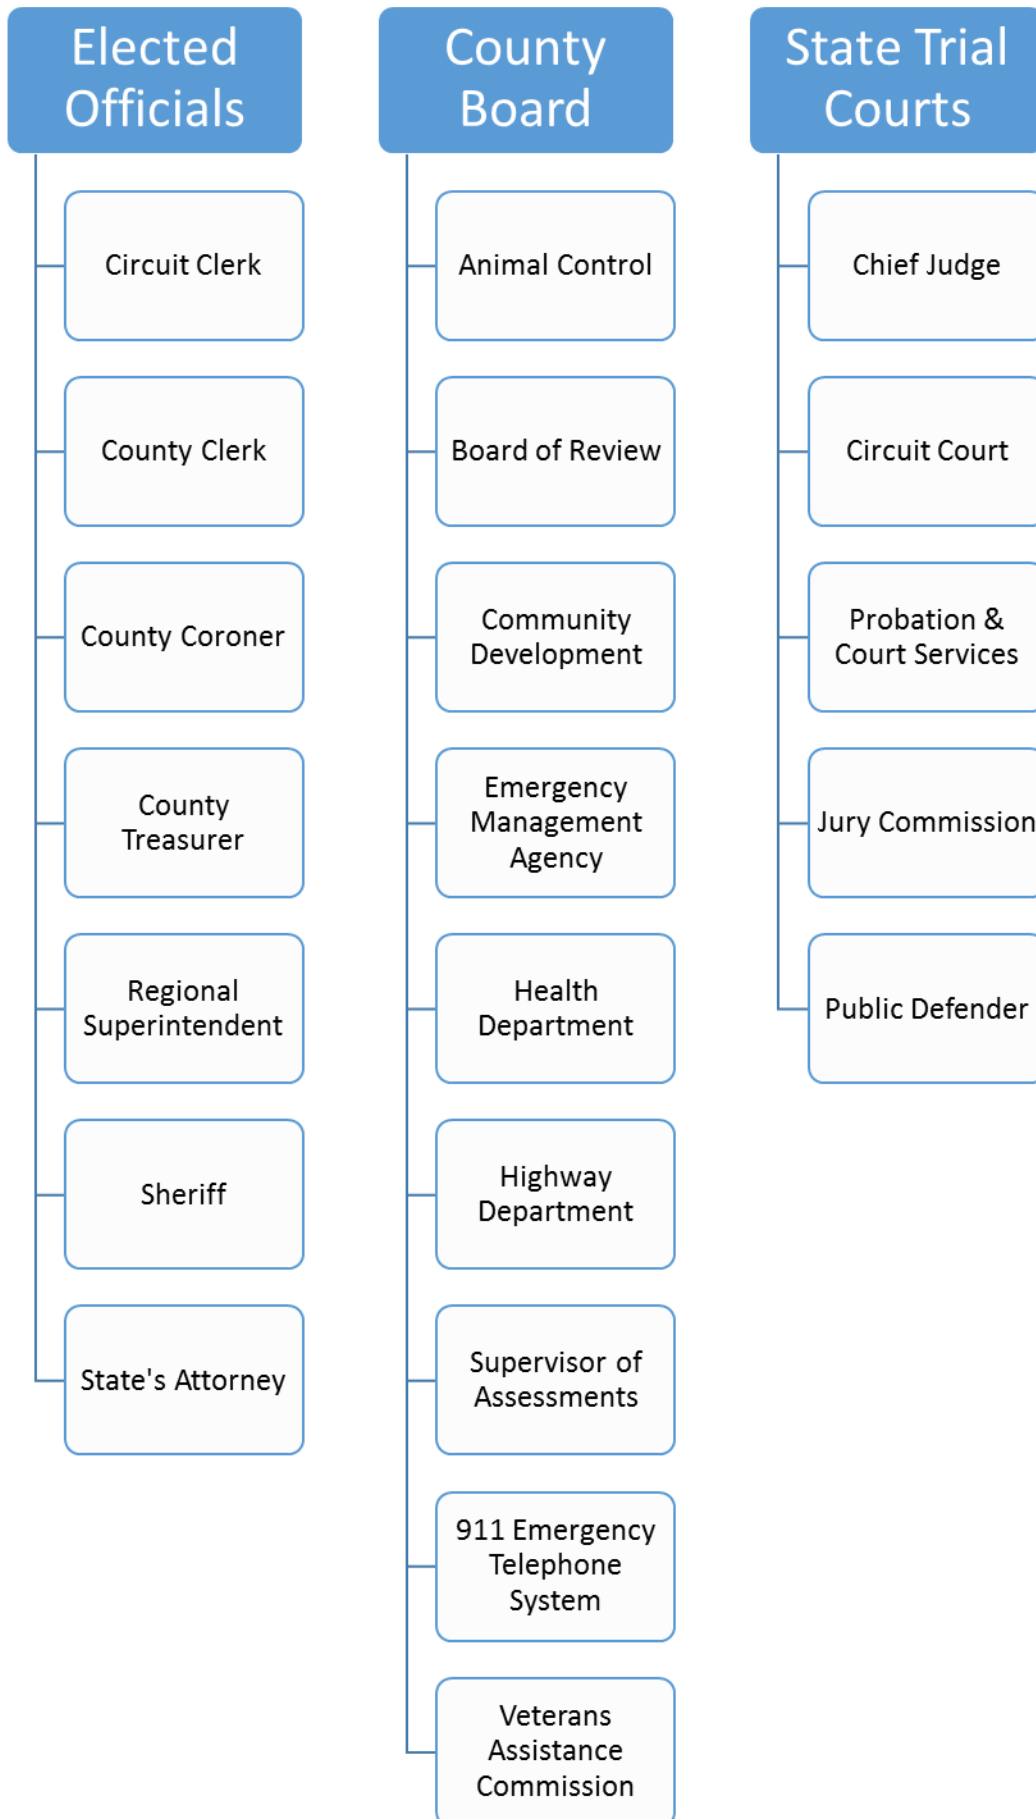 Elected
Officials
Circuit Clerk
County Clerk
County Coroner
County
Treasurer
Regional
Superintendent
Sheriff
State's Attorney
County
Board
Animal Control
Board of Review
Community
Development
Emergency
Management
Agency
Health
Department
Highway
Department
Supervisor of
Assessments
911 Emergency
Telephone
System
Veterans
Assistance
Commission
State Trial
Courts
Chief Judge
Circuit Court
Probation &
Court Services
Jury Commission
Public Defender